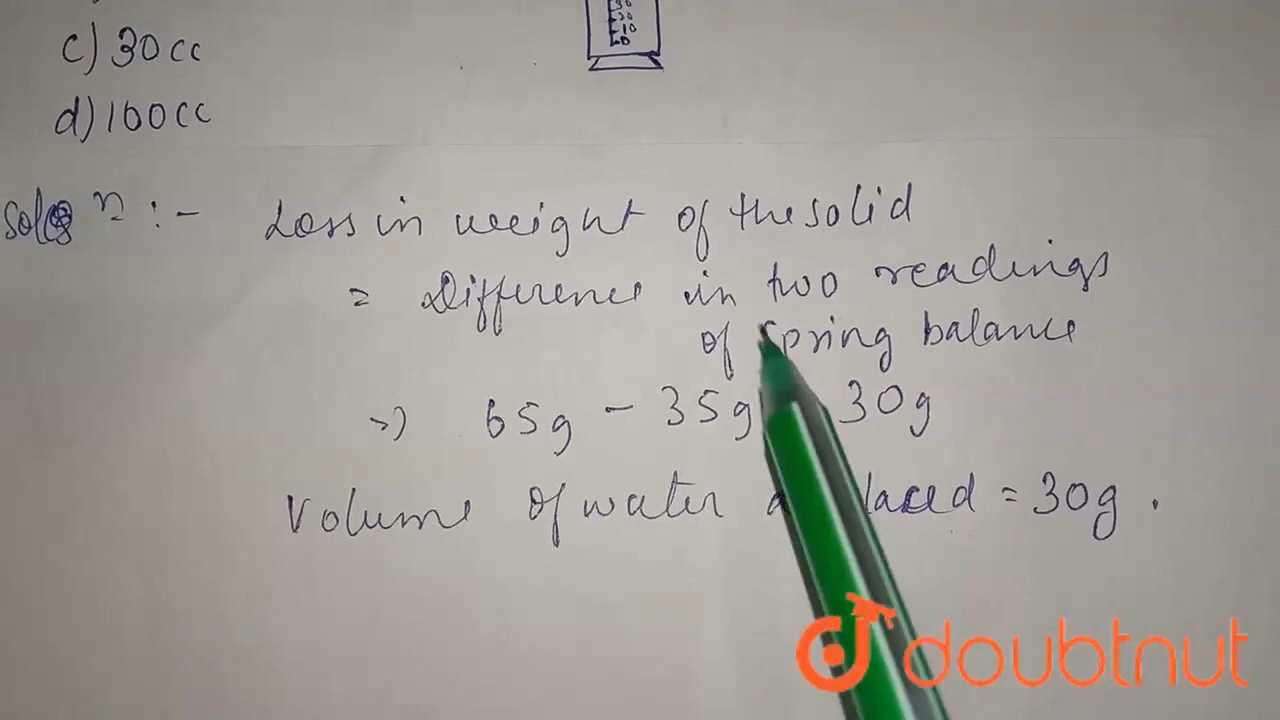 c) 30cc
d) 100cc
Soln :- Loss in weight of the solid
= Difference in two readings
of spring balance
=) 65g - 35g 30g
Volume of water = 30g .
doubtnut